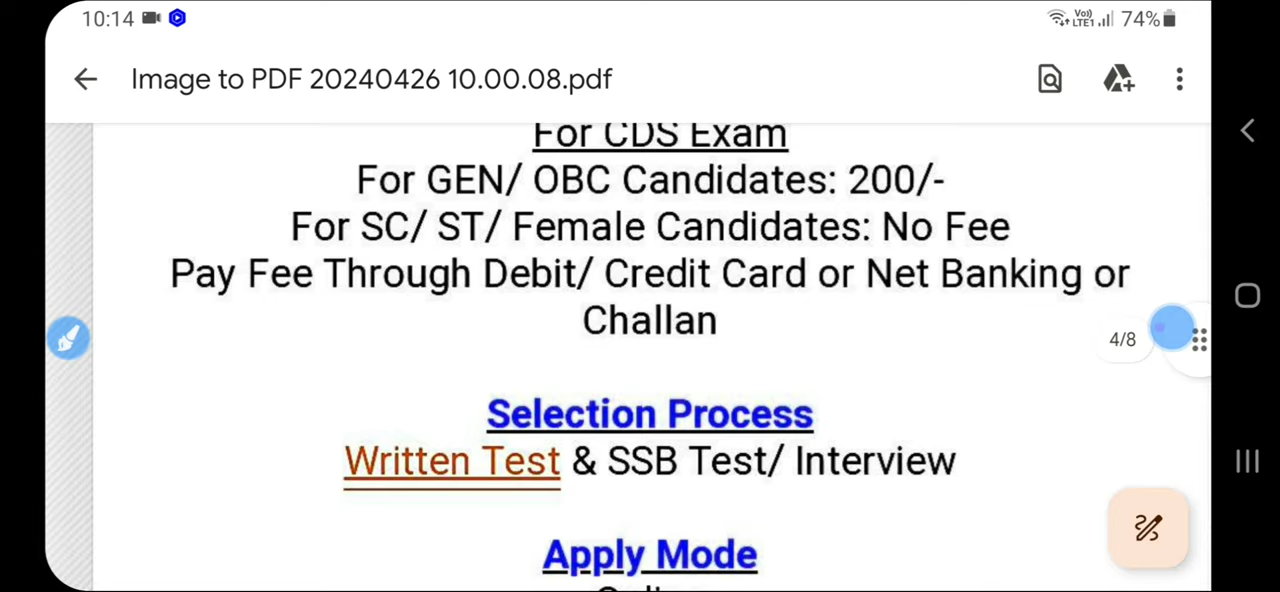 10:14
Vo)) LTE1 74%
Image to PDF 20240426 10.00.08.pdf
For CDS Exam
For GEN/ OBC Candidates: 200/-
For SC/ ST/ Female Candidates: No Fee
Pay Fee Through Debit/ Credit Card or Net Banking or
Challan
4/8
Selection Process
Written Test & SSB Test/ Interview
Apply Mode